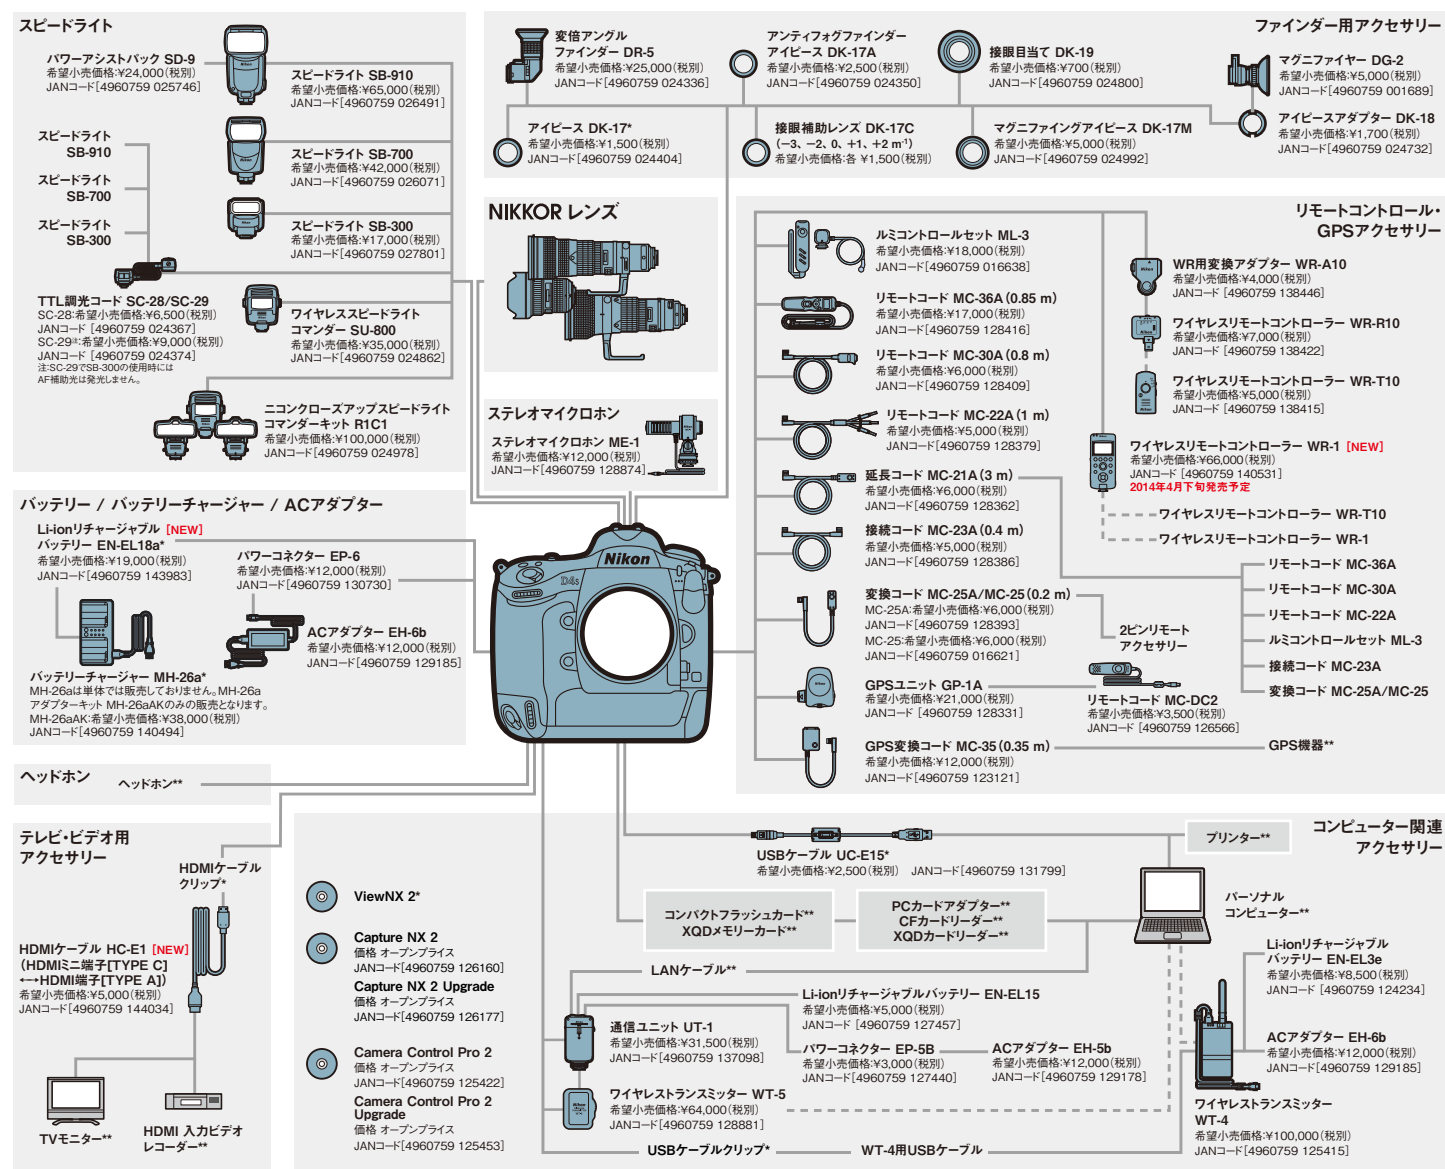 スピードライト
パワーアシストパック SD-9
希望小売価格:¥24,000(税別)
JANコード[4960759 025746]
スピードライト SB-910
希望小売価格:¥65,000(税別)
JANコード[4960759 026491]
スピードライト
SB-910
スピードライト
SB-700
スピードライト
SB-300
スピードライト SB-700
希望小売価格:¥42,000(税別)
JANコード[4960759 026071]
スピードライト SB-300
希望小売価格:¥17,000(税別)
JANコード[4960759 027801]
TTL調光コード SC-28/SC-29
SC-28:希望小売価格:¥6,500(税別)
JANコード [4960759 024367]
SC-29注:希望小売価格:¥9,000(税別)
JANコード [4960759 024374]
注:SC-29でSB-300の使用時には
AF補助光は発光しません。
ワイヤレススピードライト
コマンダー SU-800
希望小売価格:¥35,000(税別)
JANコード[4960759 024862]
ニコンクローズアップスピードライト
コマンダーキット R1C1
希望小売価格:¥100,000(税別)
JANコード[4960759 024978]
ファインダー用アクセサリー
変倍アングル
ファインダー DR-5
希望小売価格:¥25,000(税別)
JANコード[4960759 024336]
アンティフォグファインダー
アイピース DK-17A
希望小売価格:¥2,500(税別)
JANコード[4960759 024350]
接眼目当て DK-19
希望小売価格:¥700(税別)
JANコード[4960759 024800]
マグニファイヤー DG-2
希望小売価格:¥5,000(税別)
JANコード[4960759 001689]
アイピース DK-17*
希望小売価格:¥1,500(税別)
JANコード[4960759 024404]
接眼補助レンズ DK-17C
(−3、−2、0、+1、+2 m⁻¹)
希望小売価格:各 ¥1,500(税別)
マグニファイングアイピース DK-17M
希望小売価格:¥5,000(税別)
JANコード[4960759 024992]
アイピースアダプター DK-18
希望小売価格:¥1,700(税別)
JANコード[4960759 024732]
NIKKOR レンズ
ステレオマイクロホン
ステレオマイクロホン ME-1
希望小売価格:¥12,000(税別)
JANコード[4960759 128874]
リモートコントロール・
GPSアクセサリー
ルミコントロールセット ML-3
希望小売価格:¥18,000(税別)
JANコード[4960759 016638]
リモートコード MC-36A(0.85 m)
希望小売価格:¥17,000(税別)
JANコード[4960759 128416]
リモートコード MC-30A(0.8 m)
希望小売価格:¥6,000(税別)
JANコード[4960759 128409]
リモートコード MC-22A(1 m)
希望小売価格:¥5,000(税別)
JANコード[4960759 128379]
延長コード MC-21A(3 m)
希望小売価格:¥6,000(税別)
JANコード[4960759 128362]
接続コード MC-23A(0.4 m)
希望小売価格:¥5,000(税別)
JANコード[4960759 128386]
変換コード MC-25A/MC-25(0.2 m)
MC-25A:希望小売価格:¥6,000(税別)
JANコード[4960759 128393]
MC-25:希望小売価格:¥6,000(税別)
JANコード[4960759 016621]
GPSユニット GP-1A
希望小売価格:¥21,000(税別)
JANコード [4960759 128331]
GPS変換コード MC-35(0.35 m)
希望小売価格:¥12,000(税別)
JANコード[4960759 123121]
WR用変換アダプター WR-A10
希望小売価格:¥4,000(税別)
JANコード[4960759 138446]
ワイヤレスリモートコントローラー WR-R10
希望小売価格:¥7,000(税別)
JANコード[4960759 138422]
ワイヤレスリモートコントローラー WR-T10
希望小売価格:¥5,000(税別)
JANコード[4960759 138415]
ワイヤレスリモートコントローラー WR-1 [NEW]
希望小売価格:¥66,000(税別)
JANコード[4960759 140531]
2014年4月下旬発売予定
ワイヤレスリモートコントローラー WR-T10
ワイヤレスリモートコントローラー WR-1
リモートコード MC-36A
リモートコード MC-30A
リモートコード MC-22A
ルミコントロールセット ML-3
接続コード MC-23A
変換コード MC-25A/MC-25
2ピンリモート
アクセサリー
リモートコード MC-DC2
希望小売価格:¥3,500(税別)
JANコード [4960759 126566]
GPS機器**
バッテリー / バッテリーチャージャー / ACアダプター
Li-ionリチャージャブル [NEW]
バッテリー EN-EL18a*
希望小売価格:¥19,000(税別)
JANコード[4960759 143983]
パワーコネクター EP-6
希望小売価格:¥12,000(税別)
JANコード[4960759 130730]
ACアダプター EH-6b
希望小売価格:¥12,000(税別)
JANコード[4960759 129185]
バッテリーチャージャー MH-26a*
MH-26aは単体では販売しておりません。MH-26a
アダプターキット MH-26aAKのみの販売となります。
MH-26aAK:希望小売価格:¥38,000(税別)
JANコード[4960759 140494]
Nikon
D4s
ヘッドホン
ヘッドホン**
テレビ・ビデオ用
アクセサリー
HDMIケーブル
クリップ*
HDMIケーブル HC-E1 [NEW]
(HDMIミニ端子[TYPE C]
←→HDMI端子[TYPE A])
希望小売価格:¥5,000(税別)
JANコード[4960759 144034]
TVモニター**
HDMI 入力ビデオ
レコーダー**
コンピューター関連
アクセサリー
ViewNX 2*
Capture NX 2
価格 オープンプライス
JANコード[4960759 126160]
Capture NX 2 Upgrade
価格 オープンプライス
JANコード[4960759 126177]
Camera Control Pro 2
価格 オープンプライス
JANコード[4960759 125422]
Camera Control Pro 2
Upgrade
価格 オープンプライス
JANコード[4960759 125453]
USBケーブル UC-E15*
希望小売価格:¥2,500(税別) JANコード[4960759 131799]
プリンター**
コンパクトフラッシュカード**
XQDメモリーカード**
PCカードアダプター**
CFカードリーダー**
XQDカードリーダー**
パーソナル
コンピューター**
LANケーブル**
Li-ionリチャージャブルバッテリー EN-EL15
希望小売価格:¥5,000(税別)
JANコード [4960759 127457]
通信ユニット UT-1
希望小売価格:¥31,500(税別)
JANコード[4960759 137098]
パワーコネクター EP-5B
希望小売価格:¥3,000(税別)
JANコード[4960759 127440]
ACアダプター EH-5b
希望小売価格:¥12,000(税別)
JANコード[4960759 129178]
ワイヤレストランスミッター WT-5
希望小売価格:¥64,000(税別)
JANコード[4960759 128881]
USBケーブルクリップ*
WT-4用USBケーブル
Li-ionリチャージャブル
バッテリー EN-EL3e
希望小売価格:¥8,500(税別)
JANコード [4960759 124234]
ACアダプター EH-6b
希望小売価格:¥12,000(税別)
JANコード[4960759 129185]
ワイヤレストランスミッター
WT-4
希望小売価格:¥100,000(税別)
JANコード[4960759 125415]